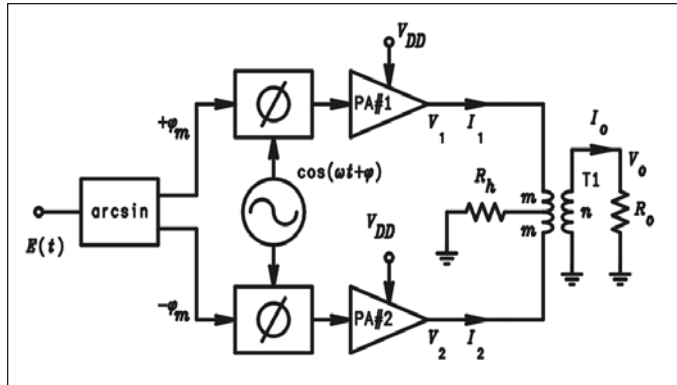 V_DD
PA#1
+φ_m
V_1 I_1
I_o
V_o
cos(ωt+φ)
R_h
m
T1
arcsin
m
n
R_o
E(t)
V_DD
-φ_m
PA#2
V_2 I_2